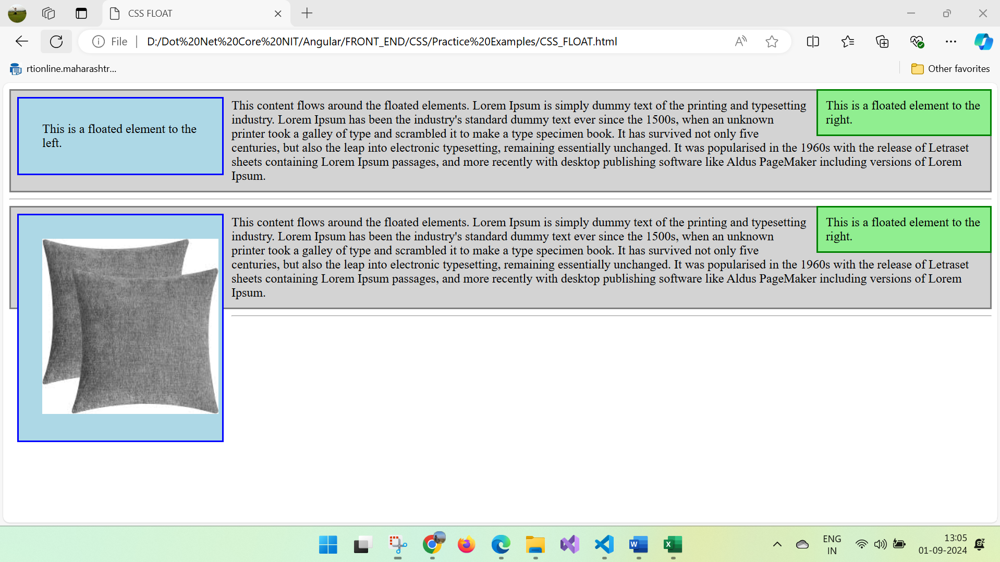 CSS FLOAT
File
D:/Dot%20Net%20Core%20NIT/Angular/FRONT_END/CSS/Practice%20Examples/CSS_FLOAT.html
rtionline.maharashtr...
Other favorites
This is a floated element to the
left.
This content flows around the floated elements. Lorem Ipsum is simply dummy text of the printing and typesetting
industry. Lorem Ipsum has been the industry's standard dummy text ever since the 1500s, when an unknown
printer took a galley of type and scrambled it to make a type specimen book. It has survived not only five
centuries, but also the leap into electronic typesetting, remaining essentially unchanged. It was popularised in the 1960s with the release of Letraset
sheets containing Lorem Ipsum passages, and more recently with desktop publishing software like Aldus PageMaker including versions of Lorem
Ipsum.
This is a floated element to the
right.
This content flows around the floated elements. Lorem Ipsum is simply dummy text of the printing and typesetting
industry. Lorem Ipsum has been the industry's standard dummy text ever since the 1500s, when an unknown
printer took a galley of type and scrambled it to make a type specimen book. It has survived not only five
centuries, but also the leap into electronic typesetting, remaining essentially unchanged. It was popularised in the 1960s with the release of Letraset
sheets containing Lorem Ipsum passages, and more recently with desktop publishing software like Aldus PageMaker including versions of Lorem
Ipsum.
This is a floated element to the
right.
ENG
IN
13:05
01-09-2024